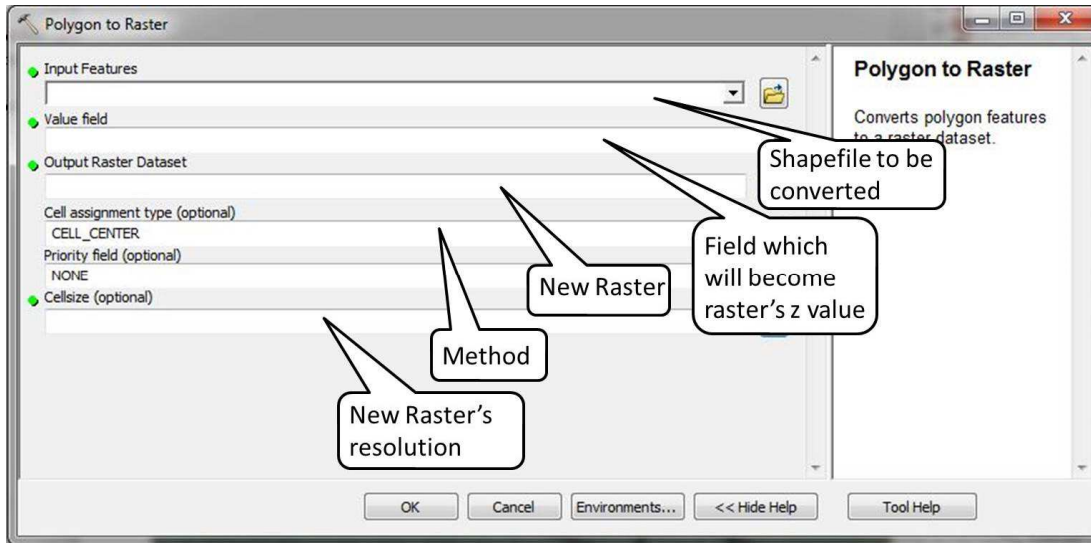 Polygon to Raster
Input Features
Value field
Output Raster Dataset
Cell assignment type (optional)
CELL_CENTER
Priority field (optional)
NONE
Cellsize (optional)
Shapefile to be
converted
Field which
will become
raster's z value
New Raster
Method
New Raster's
resolution
Polygon to Raster
Converts polygon features
to a raster dataset.
OK
Cancel
Environments...
<< Hide Help
Tool Help